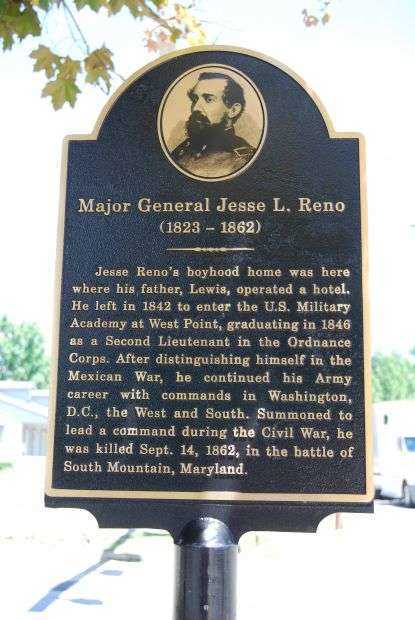 Major General Jesse L. Reno
(1823 – 1862)
Jesse Reno's boyhood home was here
where his father, Lewis, operated a hotel.
He left in 1842 to enter the U.S. Military
Academy at West Point, graduating in 1846
as a Second Lieutenant in the Ordnance
Corps. After distinguishing himself in the
Mexican War, he continued his Army
career with commands in Washington,
D.C., the West and South. Summoned to
lead a command during the Civil War, he
was killed Sept. 14, 1862, in the battle of
South Mountain, Maryland.